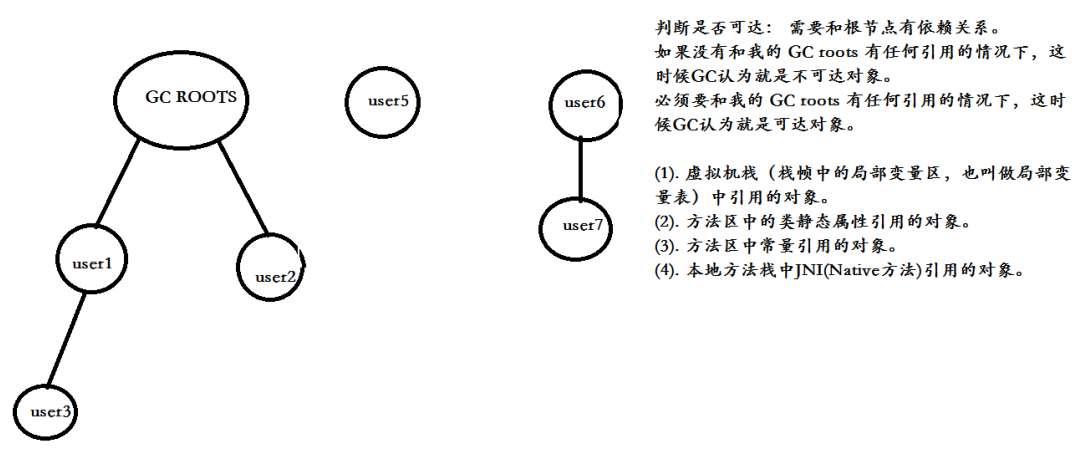 GC ROOTS
user5
user6
user7
user1
user2
user3
判断是否可达： 需要和根节点有依赖关系。
如果没有和我的 GC roots 有任何引用的情况下，这
时候GC认为就是不可达对象。
必须要和我的 GC roots 有任何引用的情况下，这时
候GC认为就是可达对象。
(1). 虚拟机栈（栈帧中的局部变量区，也叫做局部变
量表）中引用的对象。
(2). 方法区中的类静态属性引用的对象。
(3). 方法区中常量引用的对象。
(4). 本地方法栈中JNI(Native方法)引用的对象。